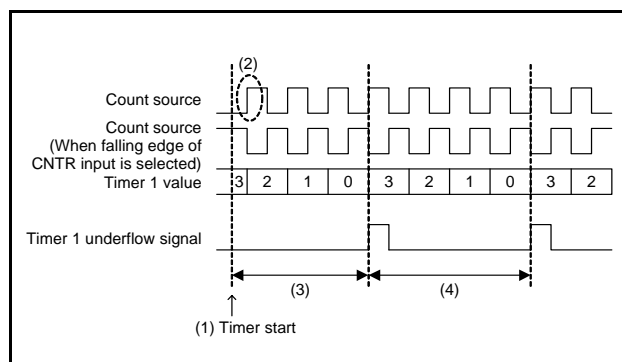 (2)
Count source
Count source
(When falling edge of
CNTR input is selected)
Timer 1 value
3 2 1 0 3 2 1 0 3 2
Timer 1 underflow signal
(3)
(4)
(1) Timer start